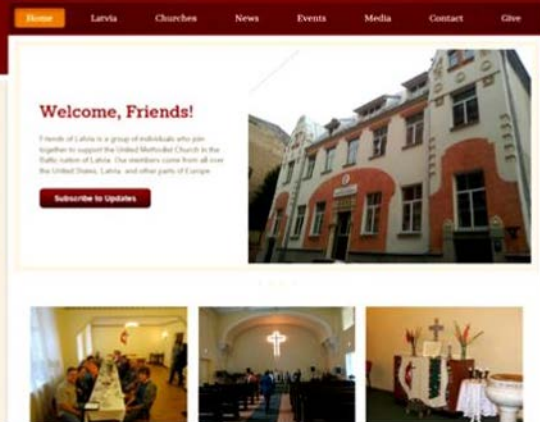 Home Latvia Churches News Events Media Contact Give
Welcome, Friends!
Friends of Latvia is a group of individuals who join
together to support the United Methodist Church in the
Baltic nation of Latvia. Our members come from all over
the United States, Latvia, and other parts of Europe.
Subscribe to Updates